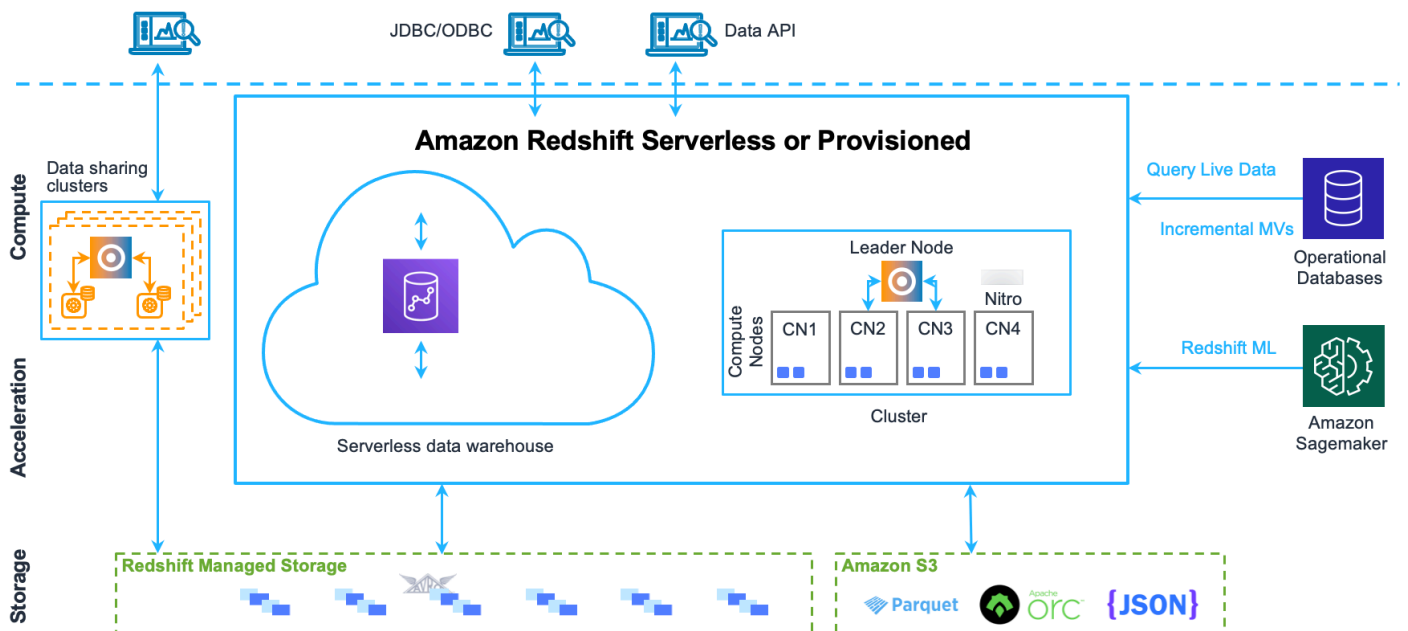 JDBC/ODBC
Data API
Amazon Redshift Serverless or Provisioned
Data sharing
clusters
Compute
Query Live Data
Incremental MVs
Operational
Databases
Leader Node
Nitro
Compute
Nodes
CN1
CN2
CN3
CN4
Cluster
Redshift ML
Amazon
Sagemaker
Serverless data warehouse
Acceleration
Storage
Redshift Managed Storage
Amazon S3
Parquet
Apache
orc
{JSON}